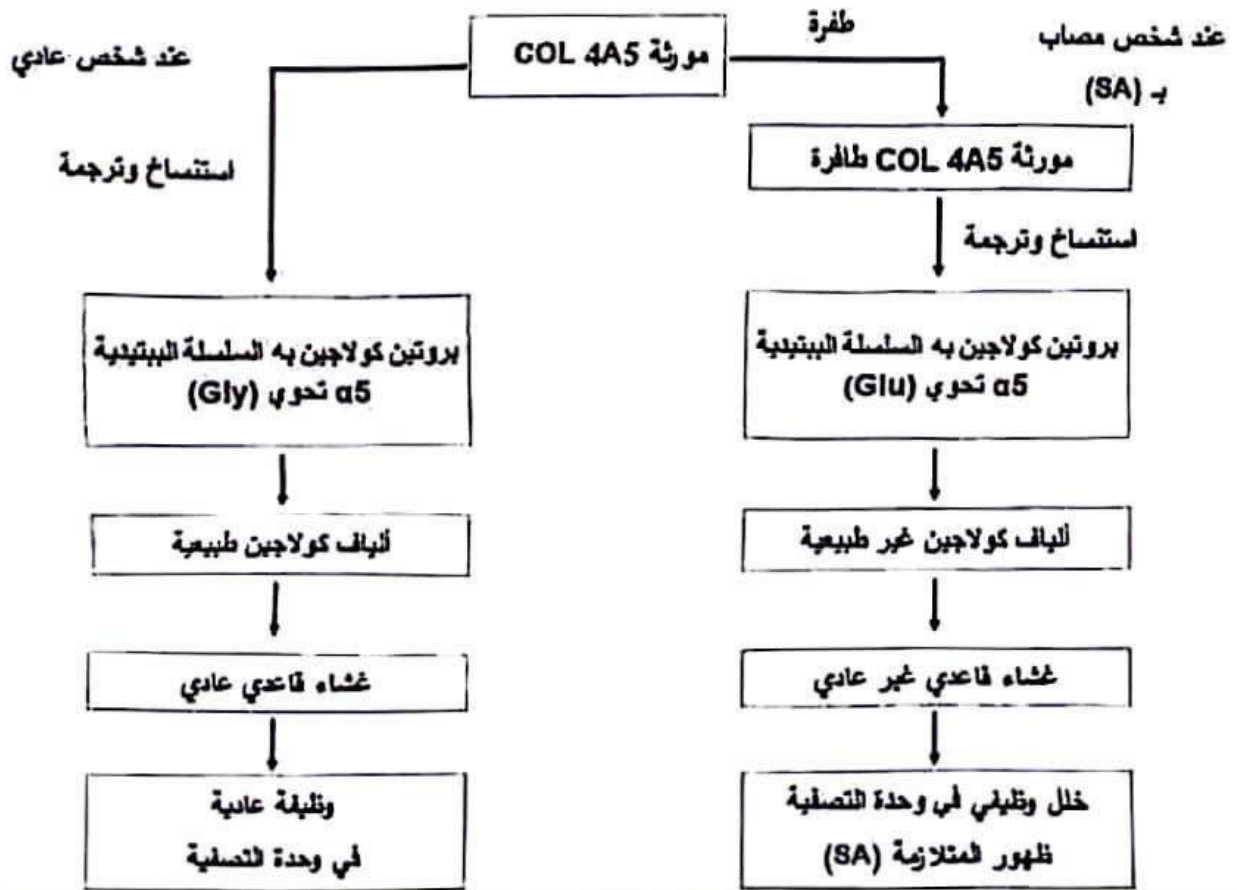 عند شخص عادي
مورثة COL 4A5
طفرة
عند شخص مصاب
بـ (SA)
مورثة COL 4A5 طافرة
استنساخ وترجمة
استنساخ وترجمة
بروتين كولاجين به السلسلة الببتيدية
α5 تحوي (Gly)
بروتين كولاجين به السلسلة الببتيدية
α5 تحوي (Glu)
ألياف كولاجين طبيعية
ألياف كولاجين غير طبيعية
غشاء قاعدي عادي
غشاء قاعدي غير عادي
وظيفة عادية
في وحدة التصفية
خلل وظيفي في وحدة التصفية
ظهور المتلازمة (SA)